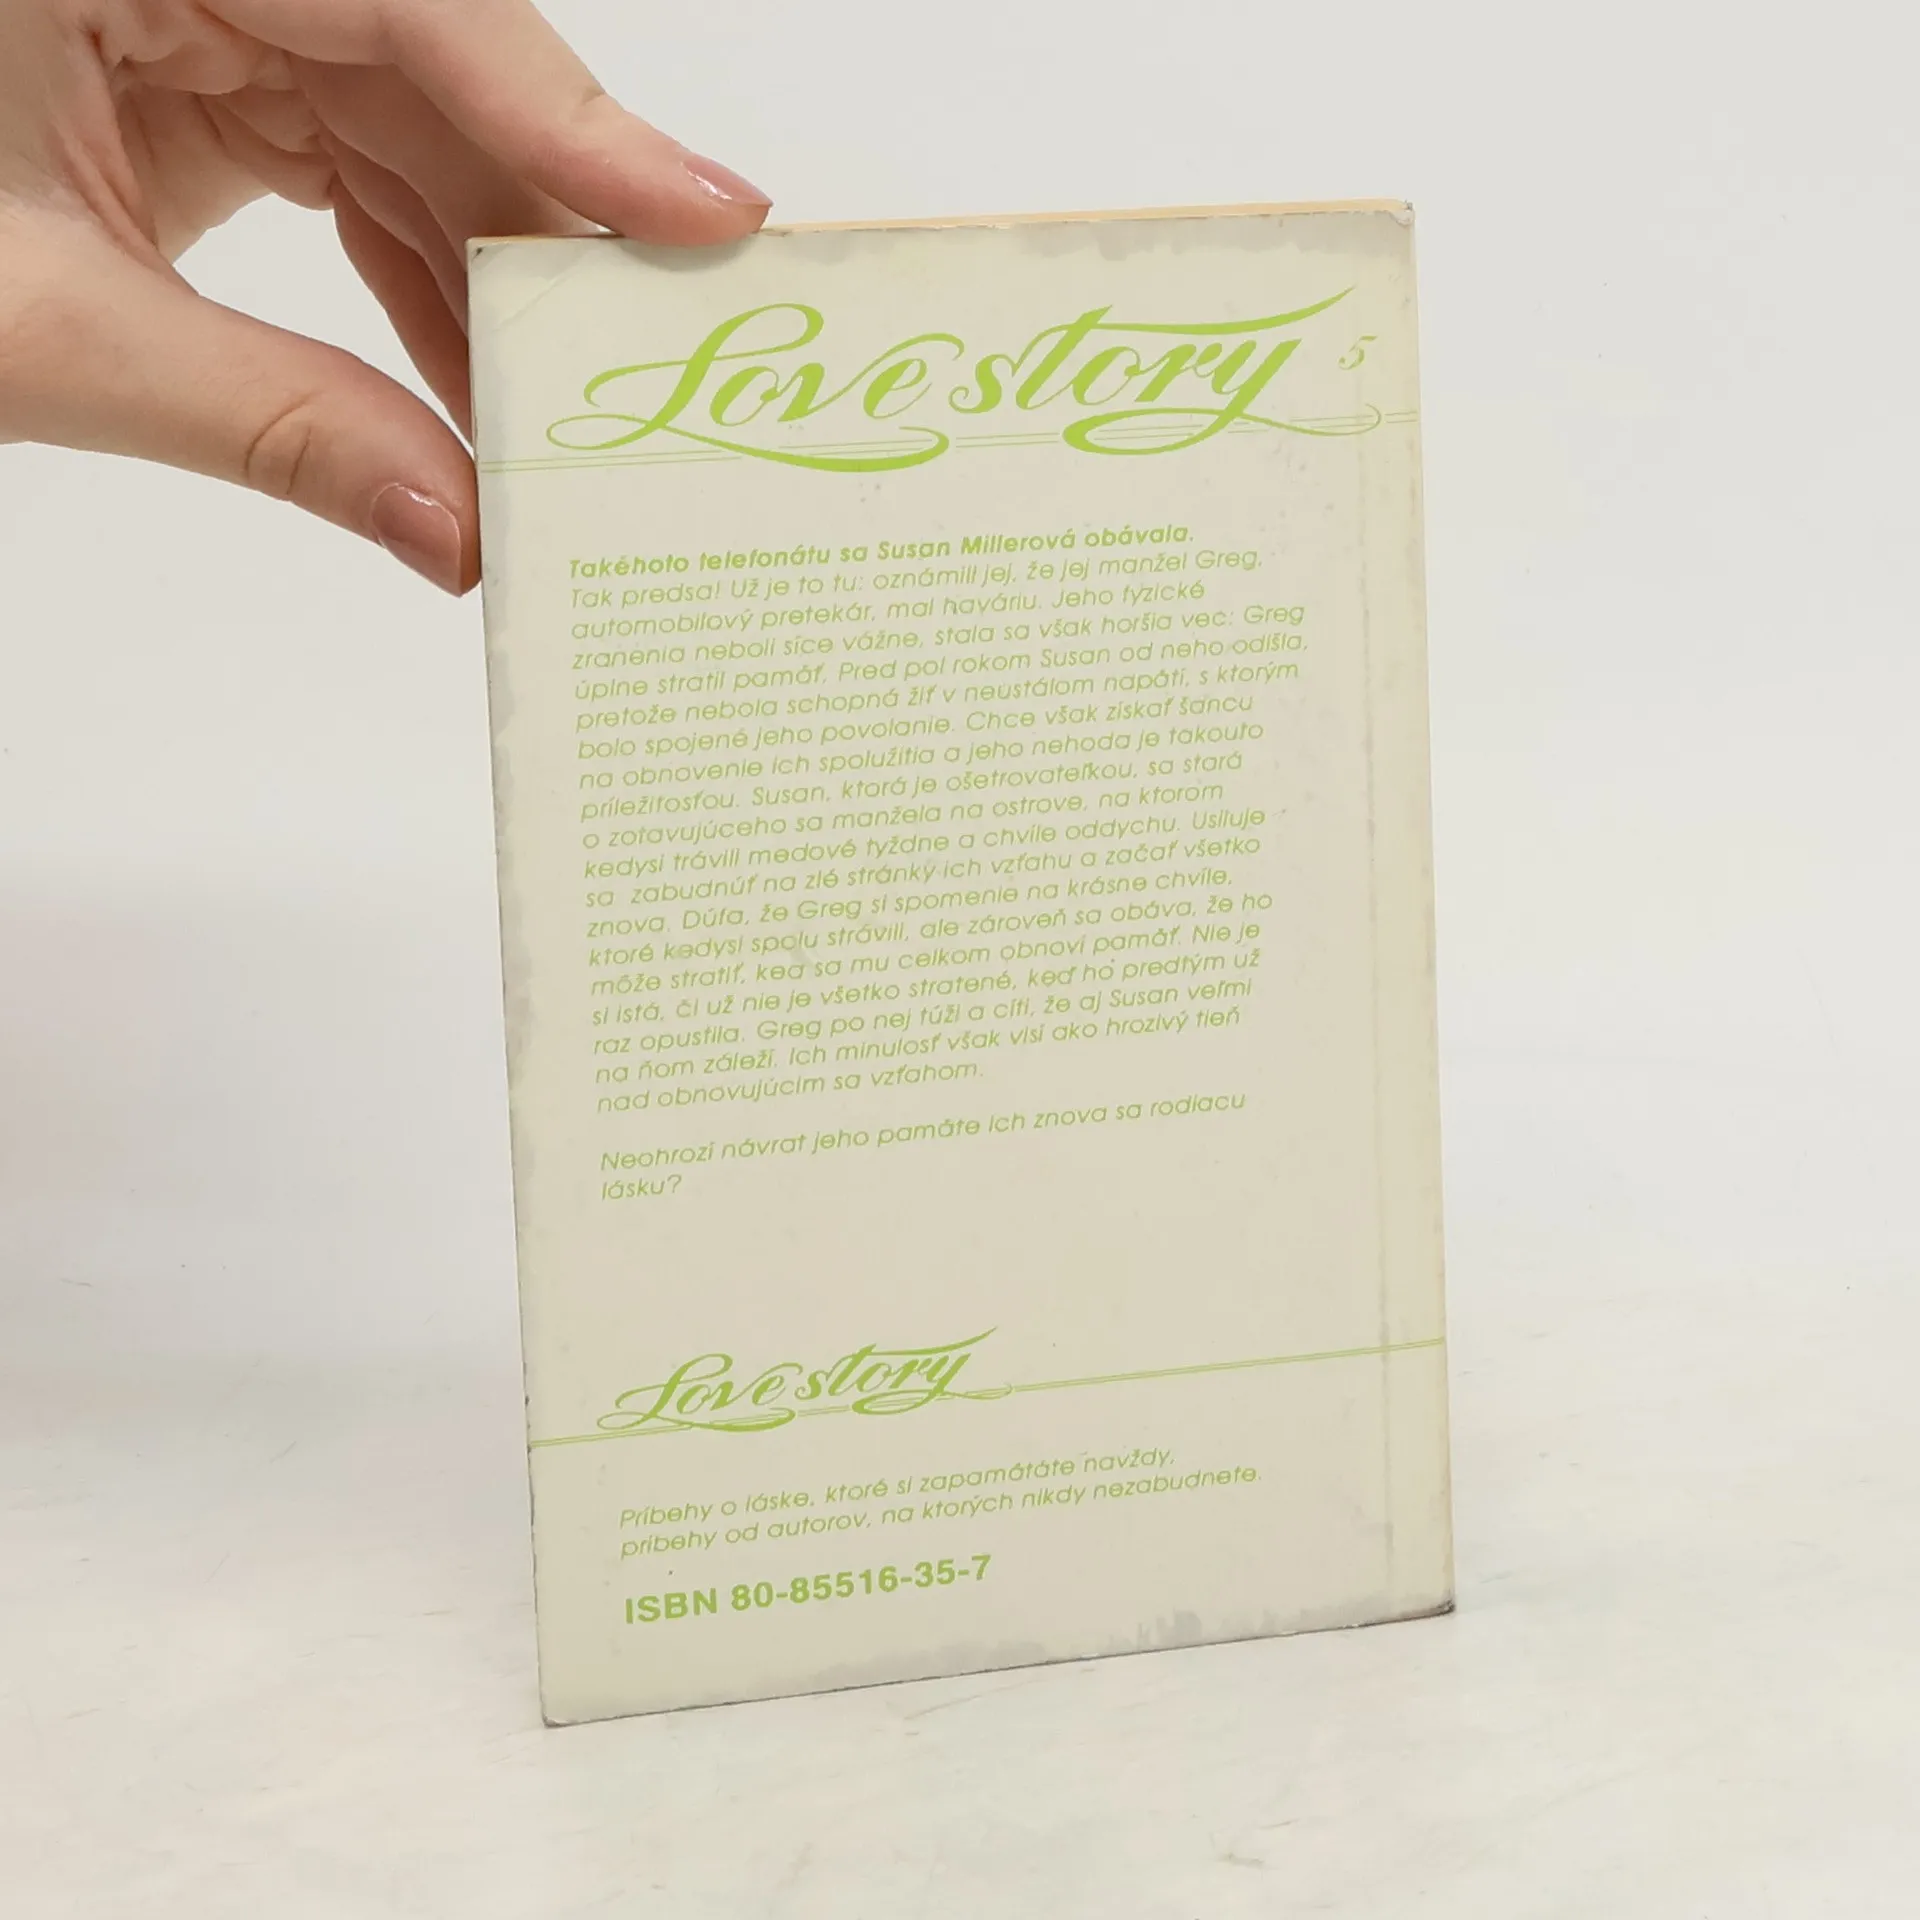 Love story 5
Takéhoto telefonátu sa Susan Millerová obávala.
Tak predsa! Už je to tu: oznámili jej, že jej manžel Greg,
automobilový pretekár, mal haváriu. Jeho fyzické
zranenia neboli síce vážne, stala sa však horšia vec: Greg
úplne stratil pamäť. Pred pol rokom Susan od neho odišla,
pretože nebola schopná žiť v neustálom napätí, s ktorým
bolo spojené jeho povolanie. Chce však získať šancu
na obnovenie ich spolužitia a jeho nehoda je takouto
príležitosťou. Susan, ktorá je ošetrovateľkou, sa stará
o zotavujúceho sa manžela na ostrove, na ktorom
kedysi trávili medové týždne a chvíle oddychu. Usiluje
sa zabudnúť na zlé stránky ich vzťahu a začať všetko
znova. Dúfa, že Greg si spomenie na krásne chvíle,
ktoré kedysi spolu strávili, ale zároveň sa obáva, že ho
môže stratiť, keď sa mu celkom obnoví pamäť. Nie je
si istá, či už nie je všetko stratené, keď ho predtým už
raz opustila. Greg po nej túži a cíti, že aj Susan veľmi
na ňom záleží. Ich minulosť však visí ako hrozivý tieň
nad obnovujúcim sa vzťahom.
Neohrozí návrat jeho pamäte ich znova sa rodiacu
lásku?
Love story
Príbehy o láske, ktoré si zapamätáte navždy,
príbehy od autorov, na ktorých nikdy nezabudnete.
ISBN 80-85516-35-7